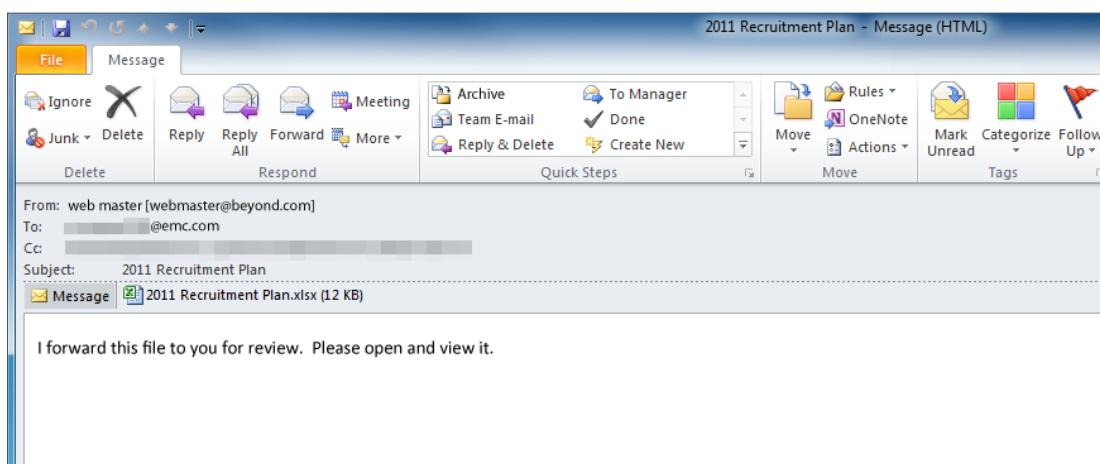 2011 Recruitment Plan - Message (HTML)
File Message
Ignore
Junk
Delete
Reply
Reply All
Forward
Meeting
More
Archive
Team E-mail
Reply & Delete
To Manager
Done
Create New
Move
Rules
OneNote
Actions
Mark Unread
Categorize
Follow Up
Delete Respond Quick Steps Move Tags
From: web master [webmaster@beyond.com]
To: @emc.com
Cc:
Subject: 2011 Recruitment Plan
Message 2011 Recruitment Plan.xlsx (12 KB)
I forward this file to you for review. Please open and view it.